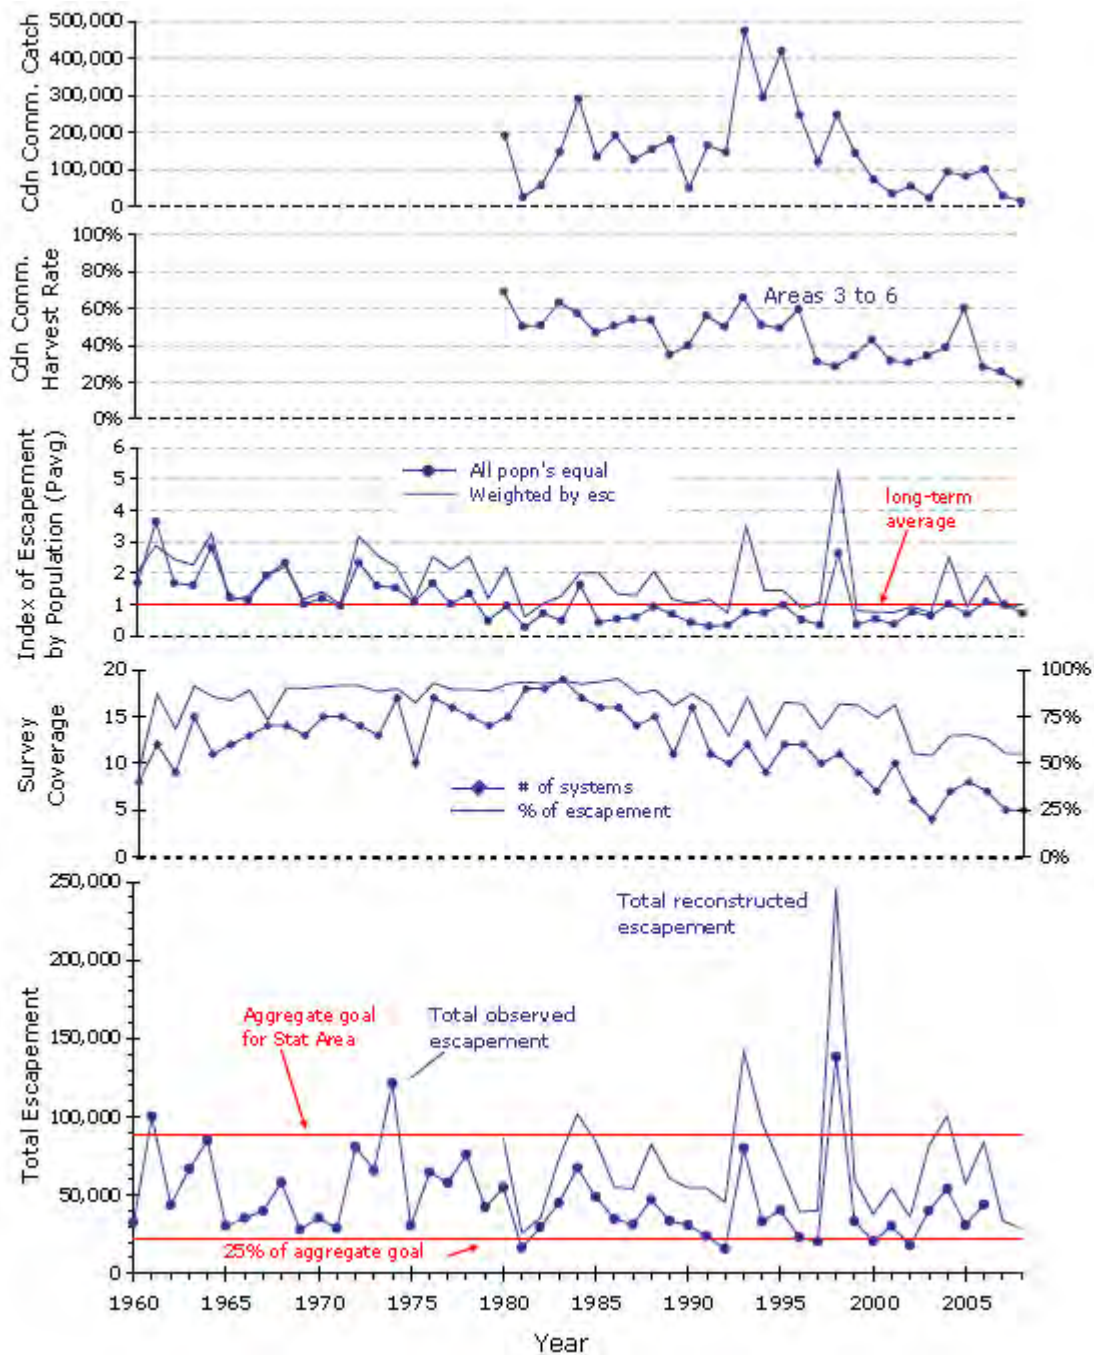 500,000
400,000
300,000
200,000
100,000
0
Cdn Comm. Catch
100%
80%
60%
40%
20%
0%
Cdn Comm.
Harvest Rate
Areas 3 to 6
6
5
4
3
2
1
0
Index of Escapement
by Population (Pavg)
All popn's equal
Weighted by esc
long-term
average
20
15
10
5
0
Survey
Coverage
# of systems
% of escapement
100%
75%
50%
25%
0%
250,000
200,000
150,000
100,000
50,000
0
Total Escapement
Total reconstructed
escapement
Aggregate goal
for Stat Area
Total observed
escapement
25% of aggregate goal
1960 1965 1970 1975 1980 1985 1990 1995 2000 2005
Year